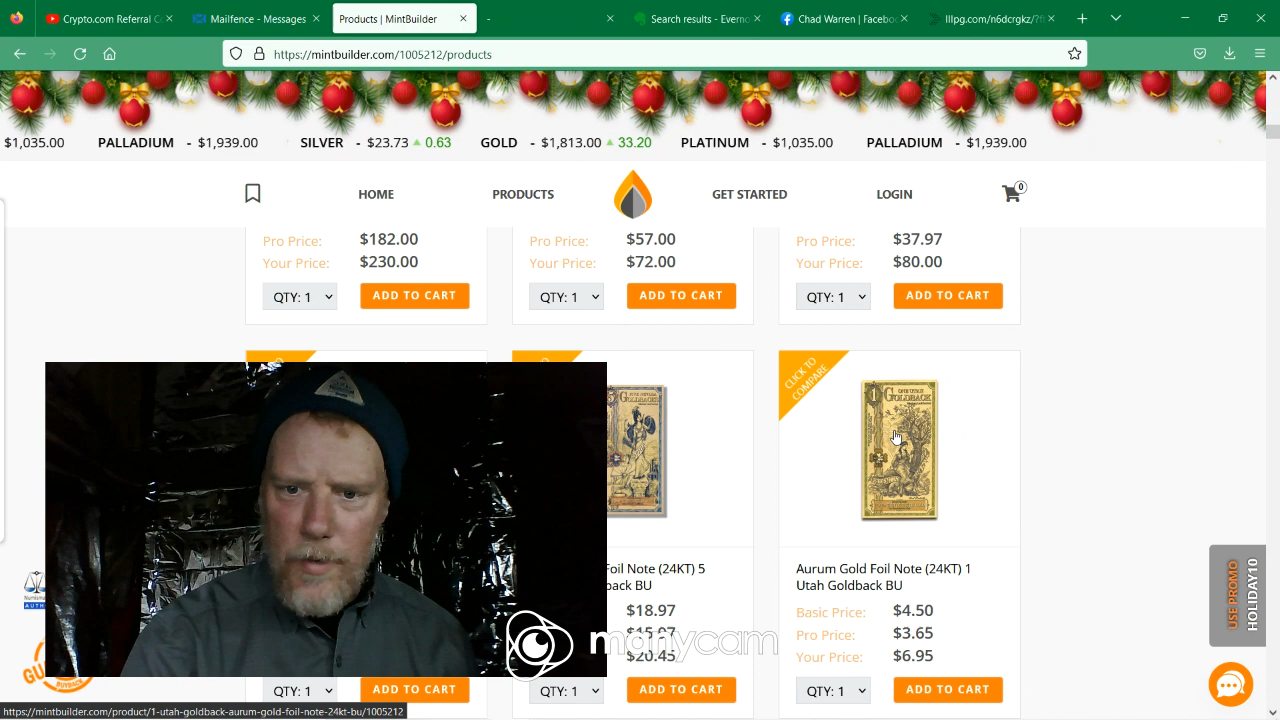 Crypto.com Referral C
Mailfence - Messages
Products | MintBuilder
-
Search results - Everno
Chad Warren | Facebo
lllpg.com/n6dcrgkz/?f
https://mintbuilder.com/1005212/products
$1,035.00 PALLADIUM - $1,939.00 SILVER - $23.73 0.63 GOLD - $1,813.00 33.20 PLATINUM - $1,035.00 PALLADIUM - $1,939.00
HOME PRODUCTS GET STARTED LOGIN 0
Pro Price: $182.00
Your Price: $230.00
QTY: 1 ADD TO CART
Pro Price: $57.00
Your Price: $72.00
QTY: 1 ADD TO CART
Pro Price: $37.97
Your Price: $80.00
QTY: 1 ADD TO CART
CLICK TO
COMPARE
1
GOLDBACK
Foil Note (24KT) 5
back BU
$18.97
$15.97
$20.45
QTY: 1 ADD TO CART
Aurum Gold Foil Note (24KT) 1
Utah Goldback BU
Basic Price: $4.50
Pro Price: $3.65
Your Price: $6.95
QTY: 1 ADD TO CART
QTY: 1 ADD TO CART
manycam
USE PROMO
HOLIDAY10
https://mintbuilder.com/product/1-utah-goldback-aurum-gold-foil-note-24kt-bu/1005212